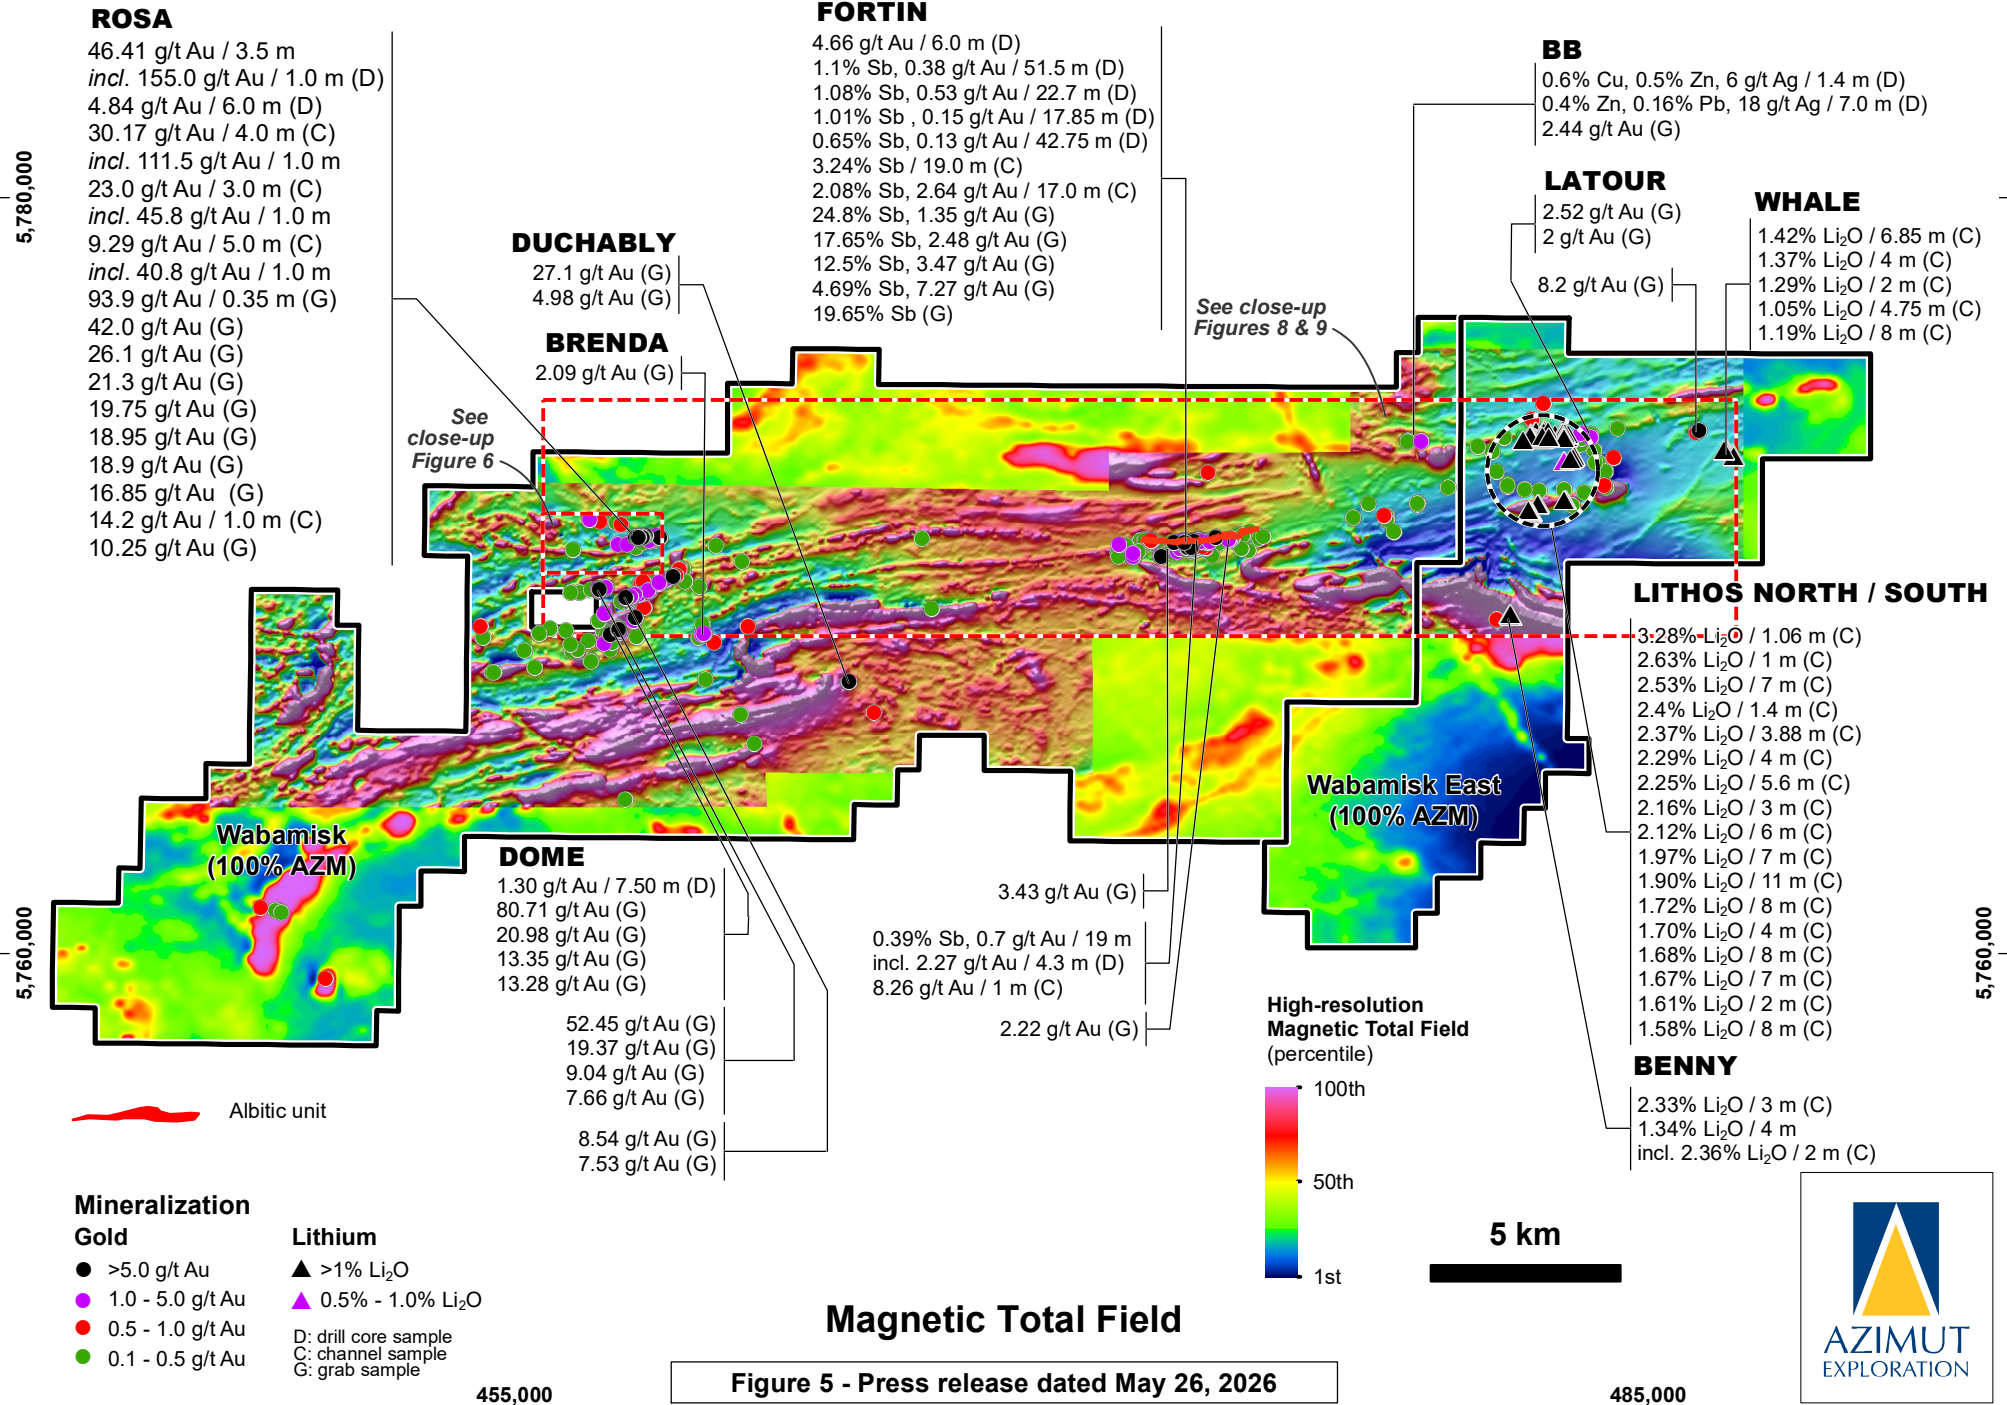 ROSA
46.41 g/t Au / 3.5 m
incl. 155.0 g/t Au / 1.0 m (D)
4.84 g/t Au / 6.0 m (D)
30.17 g/t Au / 4.0 m (C)
incl. 111.5 g/t Au / 1.0 m
23.0 g/t Au / 3.0 m (C)
incl. 45.8 g/t Au / 1.0 m
9.29 g/t Au / 5.0 m (C)
incl. 40.8 g/t Au / 1.0 m
93.9 g/t Au / 0.35 m (G)
42.0 g/t Au (G)
26.1 g/t Au (G)
21.3 g/t Au (G)
19.75 g/t Au (G)
18.95 g/t Au (G)
18.9 g/t Au (G)
16.85 g/t Au (G)
14.2 g/t Au / 1.0 m (C)
10.25 g/t Au (G)
DUCHABLY
27.1 g/t Au (G)
4.98 g/t Au (G)
BRENDA
2.09 g/t Au (G)
See
close-up
Figure 6
FORTIN
4.66 g/t Au / 6.0 m (D)
1.1% Sb, 0.38 g/t Au / 51.5 m (D)
1.08% Sb, 0.53 g/t Au / 22.7 m (D)
1.01% Sb , 0.15 g/t Au / 17.85 m (D)
0.65% Sb, 0.13 g/t Au / 42.75 m (D)
3.24% Sb / 19.0 m (C)
2.08% Sb, 2.64 g/t Au / 17.0 m (C)
24.8% Sb, 1.35 g/t Au (G)
17.65% Sb, 2.48 g/t Au (G)
12.5% Sb, 3.47 g/t Au (G)
4.69% Sb, 7.27 g/t Au (G)
19.65% Sb (G)
See close-up
Figures 8 & 9
BB
0.6% Cu, 0.5% Zn, 6 g/t Ag / 1.4 m (D)
0.4% Zn, 0.16% Pb, 18 g/t Ag / 7.0 m (D)
2.44 g/t Au (G)
LATOUR
2.52 g/t Au (G)
2 g/t Au (G)
8.2 g/t Au (G)
WHALE
1.42% Li₂O / 6.85 m (C)
1.37% Li₂O / 4 m (C)
1.29% Li₂O / 2 m (C)
1.05% Li₂O / 4.75 m (C)
1.19% Li₂O / 8 m (C)
5,780,000
5,760,000
5,760,000
Wabamisk
(100% AZM)
Wabamisk East
(100% AZM)
LITHOS NORTH / SOUTH
3.28% Li₂O / 1.06 m (C)
2.63% Li₂O / 1 m (C)
2.53% Li₂O / 7 m (C)
2.4% Li₂O / 1.4 m (C)
2.37% Li₂O / 3.88 m (C)
2.29% Li₂O / 4 m (C)
2.25% Li₂O / 5.6 m (C)
2.16% Li₂O / 3 m (C)
2.12% Li₂O / 6 m (C)
1.97% Li₂O / 7 m (C)
1.90% Li₂O / 11 m (C)
1.72% Li₂O / 8 m (C)
1.70% Li₂O / 4 m (C)
1.68% Li₂O / 8 m (C)
1.67% Li₂O / 7 m (C)
1.61% Li₂O / 2 m (C)
1.58% Li₂O / 8 m (C)
BENNY
2.33% Li₂O / 3 m (C)
1.34% Li₂O / 4 m
incl. 2.36% Li₂O / 2 m (C)
DOME
1.30 g/t Au / 7.50 m (D)
80.71 g/t Au (G)
20.98 g/t Au (G)
13.35 g/t Au (G)
13.28 g/t Au (G)
52.45 g/t Au (G)
19.37 g/t Au (G)
9.04 g/t Au (G)
7.66 g/t Au (G)
8.54 g/t Au (G)
7.53 g/t Au (G)
3.43 g/t Au (G)
0.39% Sb, 0.7 g/t Au / 19 m
incl. 2.27 g/t Au / 4.3 m (D)
8.26 g/t Au / 1 m (C)
2.22 g/t Au (G)
High-resolution
Magnetic Total Field
(percentile)
100th
50th
1st
5 km
Albitic unit
Mineralization
Gold
>5.0 g/t Au
1.0 - 5.0 g/t Au
0.5 - 1.0 g/t Au
0.1 - 0.5 g/t Au
Lithium
>1% Li₂O
0.5% - 1.0% Li₂O
D: drill core sample
C: channel sample
G: grab sample
Magnetic Total Field
Figure 5 - Press release dated May 26, 2026
455,000
485,000
AZIMUT
EXPLORATION